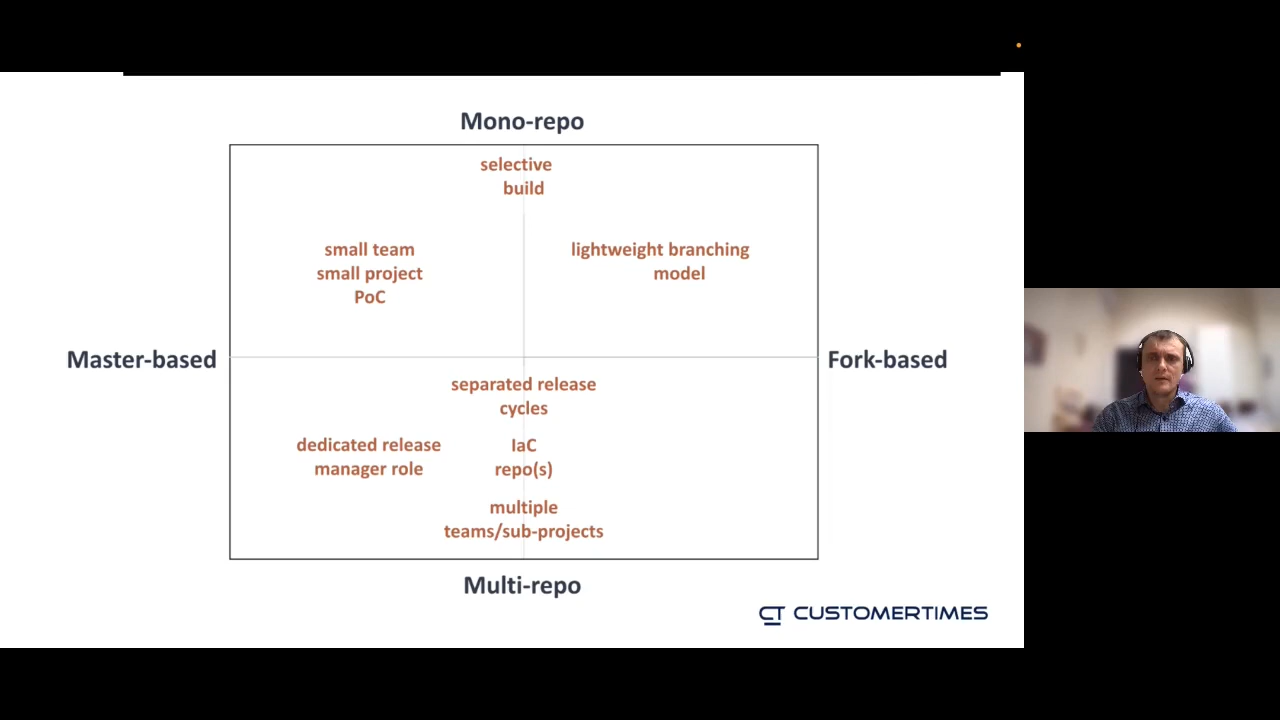 Mono-repo
selective
build
small team
small project
PoC
lightweight branching
model
Master-based
Fork-based
separated release
cycles
dedicated release
manager role
IaC
repo(s)
multiple
teams/sub-projects
Multi-repo
CT CUSTOMERTIMES